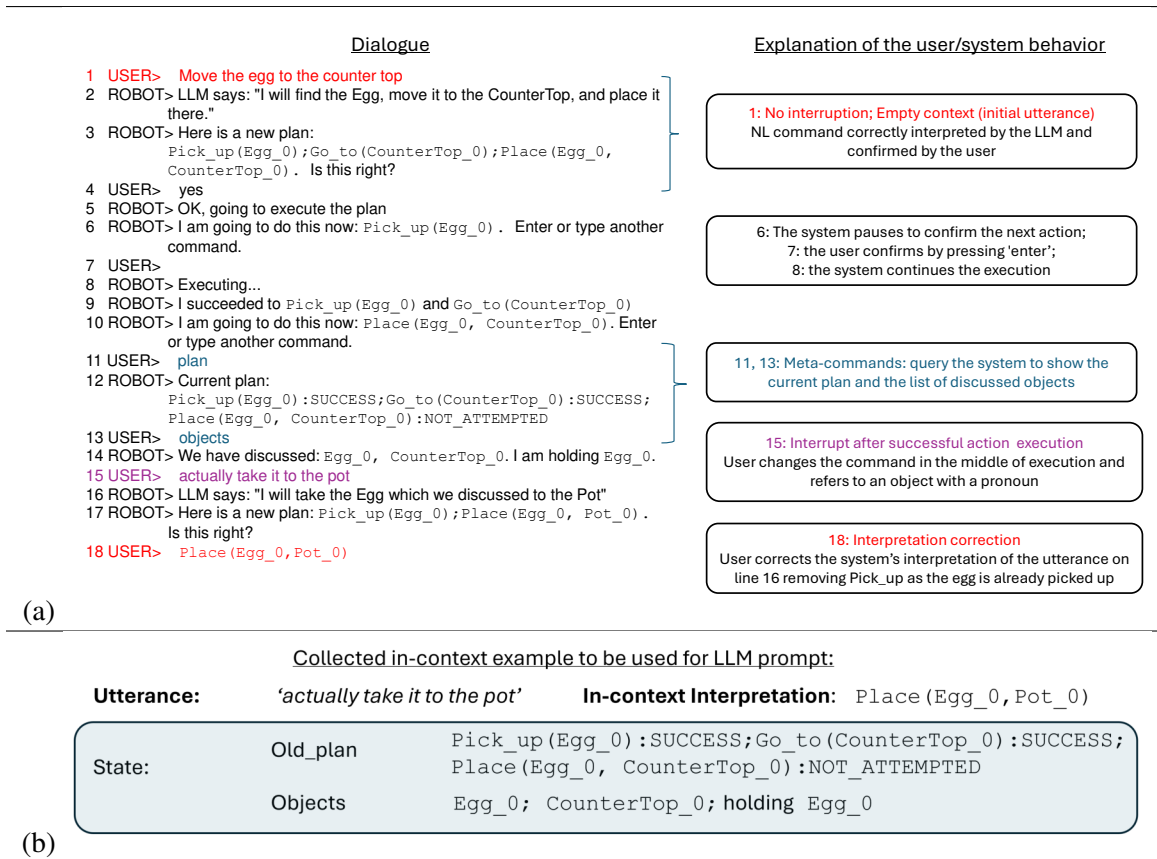 Dialogue
1 USER> Move the egg to the counter top
2 ROBOT> LLM says: "I will find the Egg, move it to the CounterTop, and place it
there."
3 ROBOT> Here is a new plan:
Pick_up(Egg_0);Go_to(CounterTop_0);Place(Egg_0,
CounterTop_0). Is this right?
4 USER> yes
5 ROBOT> OK, going to execute the plan
6 ROBOT> I am going to do this now: Pick_up(Egg_0). Enter or type another
command.
7 USER>
8 ROBOT> Executing...
9 ROBOT> I succeeded to Pick_up(Egg_0) and Go_to(CounterTop_0)
10 ROBOT> I am going to do this now: Place(Egg_0, CounterTop_0). Enter
or type another command.
11 USER> plan
12 ROBOT> Current plan:
Pick_up(Egg_0):SUCCESS;Go_to(CounterTop_0):SUCCESS;
Place(Egg_0, CounterTop_0):NOT_ATTEMPTED
13 USER> objects
14 ROBOT> We have discussed: Egg_0, CounterTop_0. I am holding Egg_0.
15 USER> actually take it to the pot
16 ROBOT> LLM says: "I will take the Egg which we discussed to the Pot"
17 ROBOT> Here is a new plan: Pick_up(Egg_0);Place(Egg_0, Pot_0).
Is this right?
18 USER> Place(Egg_0,Pot_0)
Explanation of the user/system behavior
1: No interruption; Empty context (initial utterance)
NL command correctly interpreted by the LLM and
confirmed by the user
6: The system pauses to confirm the next action;
7: the user confirms by pressing 'enter’;
8: the system continues the execution
11, 13: Meta-commands: query the system to show the
current plan and the list of discussed objects
15: Interrupt after successful action execution
User changes the command in the middle of execution and
refers to an object with a pronoun
18: Interpretation correction
User corrects the system’s interpretation of the utterance on
line 16 removing Pick_up as the egg is already picked up
(a)
Collected in-context example to be used for LLM prompt:
Utterance: ‘actually take it to the pot’ In-context Interpretation: Place(Egg_0,Pot_0)
State: Old_plan Pick_up(Egg_0):SUCCESS;Go_to(CounterTop_0):SUCCESS;
Place(Egg_0, CounterTop_0):NOT_ATTEMPTED
Objects Egg_0; CounterTop_0; holding Egg_0
(b)